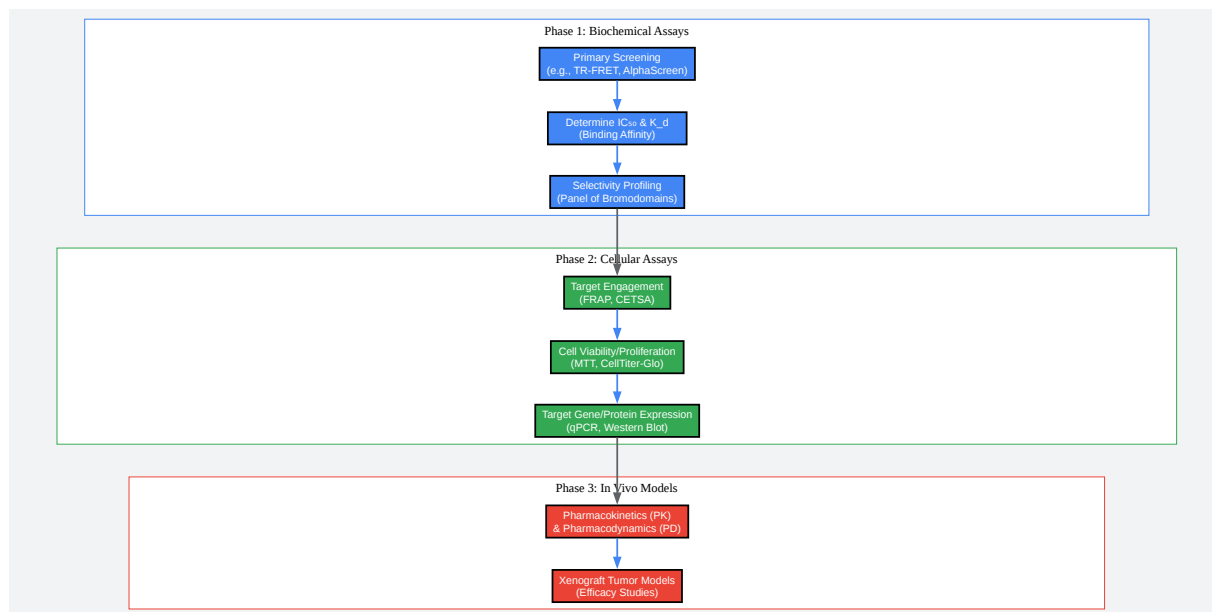 Phase 1: Biochemical Assays
Primary Screening
(e.g., TR-FRET, AlphaScreen)
Determine IC₅₀ & K_d
(Binding Affinity)
Selectivity Profiling
(Panel of Bromodomains)
Phase 2: Cellular Assays
Target Engagement
(FRAP, CETSA)
Cell Viability/Proliferation
(MTT, CellTiter-Glo)
Target Gene/Protein Expression
(qPCR, Western Blot)
Phase 3: In Vivo Models
Pharmacokinetics (PK)
& Pharmacodynamics (PD)
Xenograft Tumor Models
(Efficacy Studies)